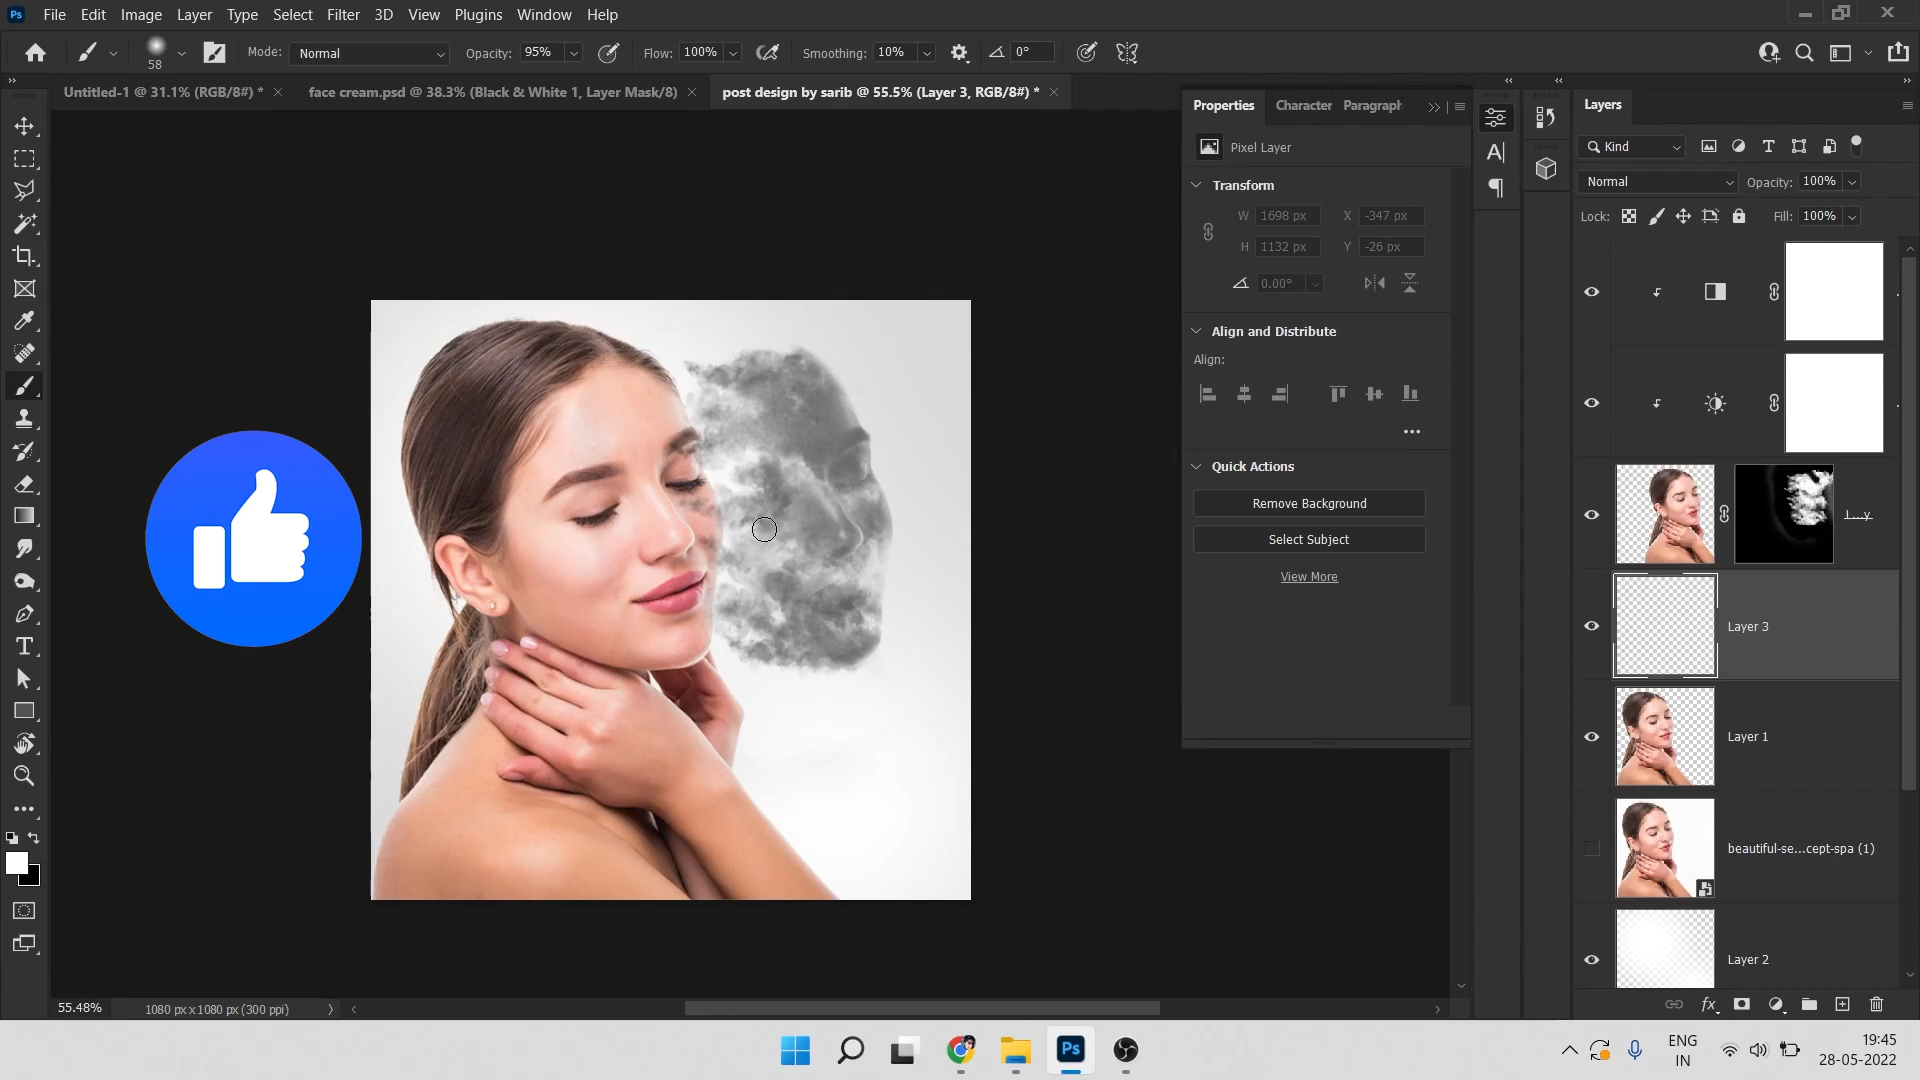 Ps File Edit Image Layer Type Select Filter 3D View Plugins Window Help
58 Mode: Normal Opacity: 95% Flow: 100% Smoothing: 10% 0°
Untitled-1 @ 31.1% (RGB/8#) * face cream.psd @ 38.3% (Black & White 1, Layer Mask/8) post design by sarib @ 55.5% (Layer 3, RGB/8#) *
Properties Character Paragraph
Pixel Layer
Transform
W 1698 px X -347 px
H 1132 px Y -26 px
0.00°
Align and Distribute
Align:
Quick Actions
Remove Background
Select Subject
View More
Layers
Kind
Normal Opacity: 100%
Lock: Fill: 100%
L...y
Layer 3
Layer 1
beautiful-se...cept-spa (1)
Layer 2
fx
55.48% 1080 px x 1080 px (300 ppi)
Ps
ENG
IN
19:45
28-05-2022